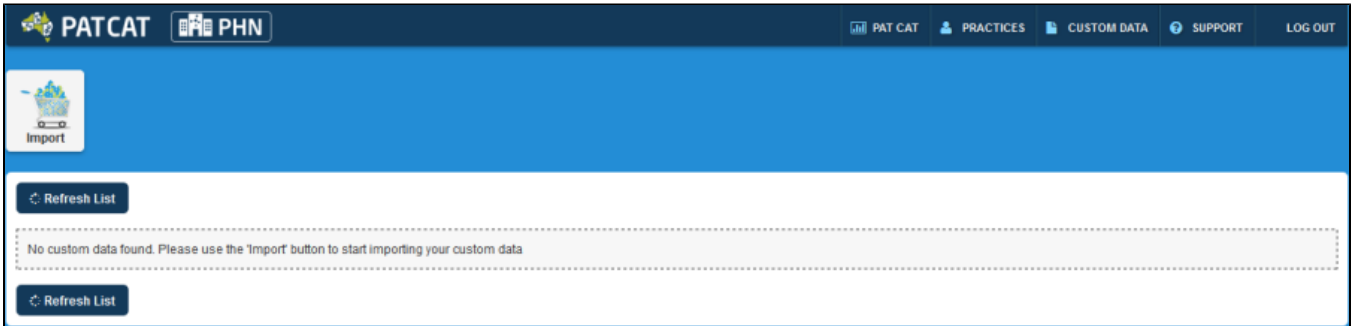 PATCAT PHN PAT CAT PRACTICES CUSTOM DATA SUPPORT LOG OUT
Import
Refresh List
No custom data found. Please use the 'Import' button to start importing your custom data
Refresh List